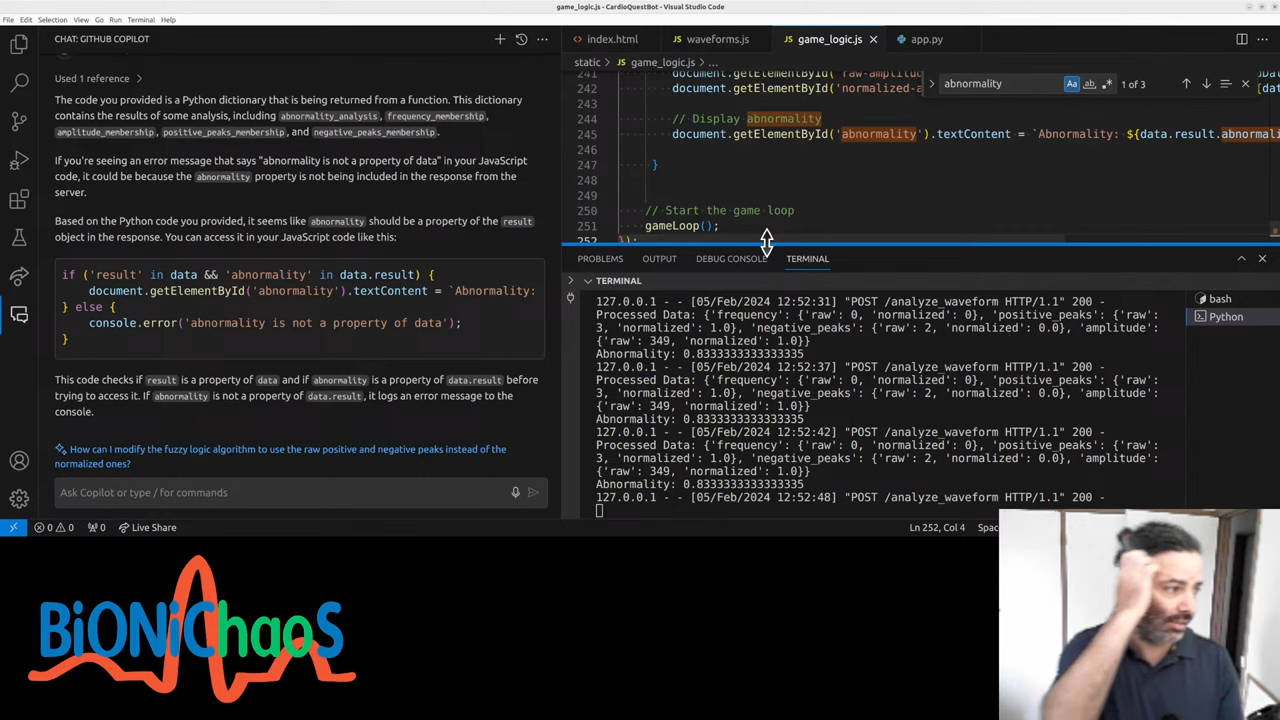 game_logic.js - CardioQuestBot - Visual Studio Code
File Edit Selection View Go Run Terminal Help
CHAT: GITHUB COPILOT
Used 1 reference
The code you provided is a Python dictionary that is being returned from a function. This dictionary
contains the results of some analysis, including abnormality_analysis, frequency_membership,
amplitude_membership, positive_peaks_membership, and negative_peaks_membership.
If you're seeing an error message that says "abnormality is not a property of data" in your JavaScript
code, it could be because the abnormality property is not being included in the response from the
server.
Based on the Python code you provided, it seems like abnormality should be a property of the result
object in the response. You can access it in your JavaScript code like this:
if ('result' in data && 'abnormality' in data.result) {
document.getElementById('abnormality').textContent = `Abnormality:
} else {
console.error('abnormality is not a property of data');
}
This code checks if result is a property of data and if abnormality is a property of data.result before
trying to access it. If abnormality is not a property of data.result, it logs an error message to the
console.
How can I modify the fuzzy logic algorithm to use the raw positive and negative peaks instead of the
normalized ones?
Ask Copilot or type / for commands
index.html waveforms.js game_logic.js app.py
static > game_logic.js > ...
abnormality Aa ab 1 of 3
241 document.getElementById('raw-amplitu
242 document.getElementById('normalized-a
243
244 // Display abnormality
245 document.getElementById('abnormality').textContent = `Abnormality: ${data.result.abnormali
246
247 }
248
249
250 // Start the game loop
251 gameLoop();
252 });
PROBLEMS OUTPUT DEBUG CONSOLE TERMINAL
TERMINAL
127.0.0.1 - - [05/Feb/2024 12:52:31] "POST /analyze_waveform HTTP/1.1" 200 -
Processed Data: {'frequency': {'raw': 0, 'normalized': 0}, 'positive_peaks': {'raw':
3, 'normalized': 1.0}, 'negative_peaks': {'raw': 2, 'normalized': 0.0}, 'amplitude':
{'raw': 349, 'normalized': 1.0}}
Abnormality: 0.8333333333333335
127.0.0.1 - - [05/Feb/2024 12:52:37] "POST /analyze_waveform HTTP/1.1" 200 -
Processed Data: {'frequency': {'raw': 0, 'normalized': 0}, 'positive_peaks': {'raw':
3, 'normalized': 1.0}, 'negative_peaks': {'raw': 2, 'normalized': 0.0}, 'amplitude':
{'raw': 349, 'normalized': 1.0}}
Abnormality: 0.8333333333333335
127.0.0.1 - - [05/Feb/2024 12:52:42] "POST /analyze_waveform HTTP/1.1" 200 -
Processed Data: {'frequency': {'raw': 0, 'normalized': 0}, 'positive_peaks': {'raw':
3, 'normalized': 1.0}, 'negative_peaks': {'raw': 2, 'normalized': 0.0}, 'amplitude':
{'raw': 349, 'normalized': 1.0}}
Abnormality: 0.8333333333333335
127.0.0.1 - - [05/Feb/2024 12:52:48] "POST /analyze_waveform HTTP/1.1" 200 -
bash
Python
0 0 0 Live Share
Ln 252, Col 4 Spac
BiONiChaoS